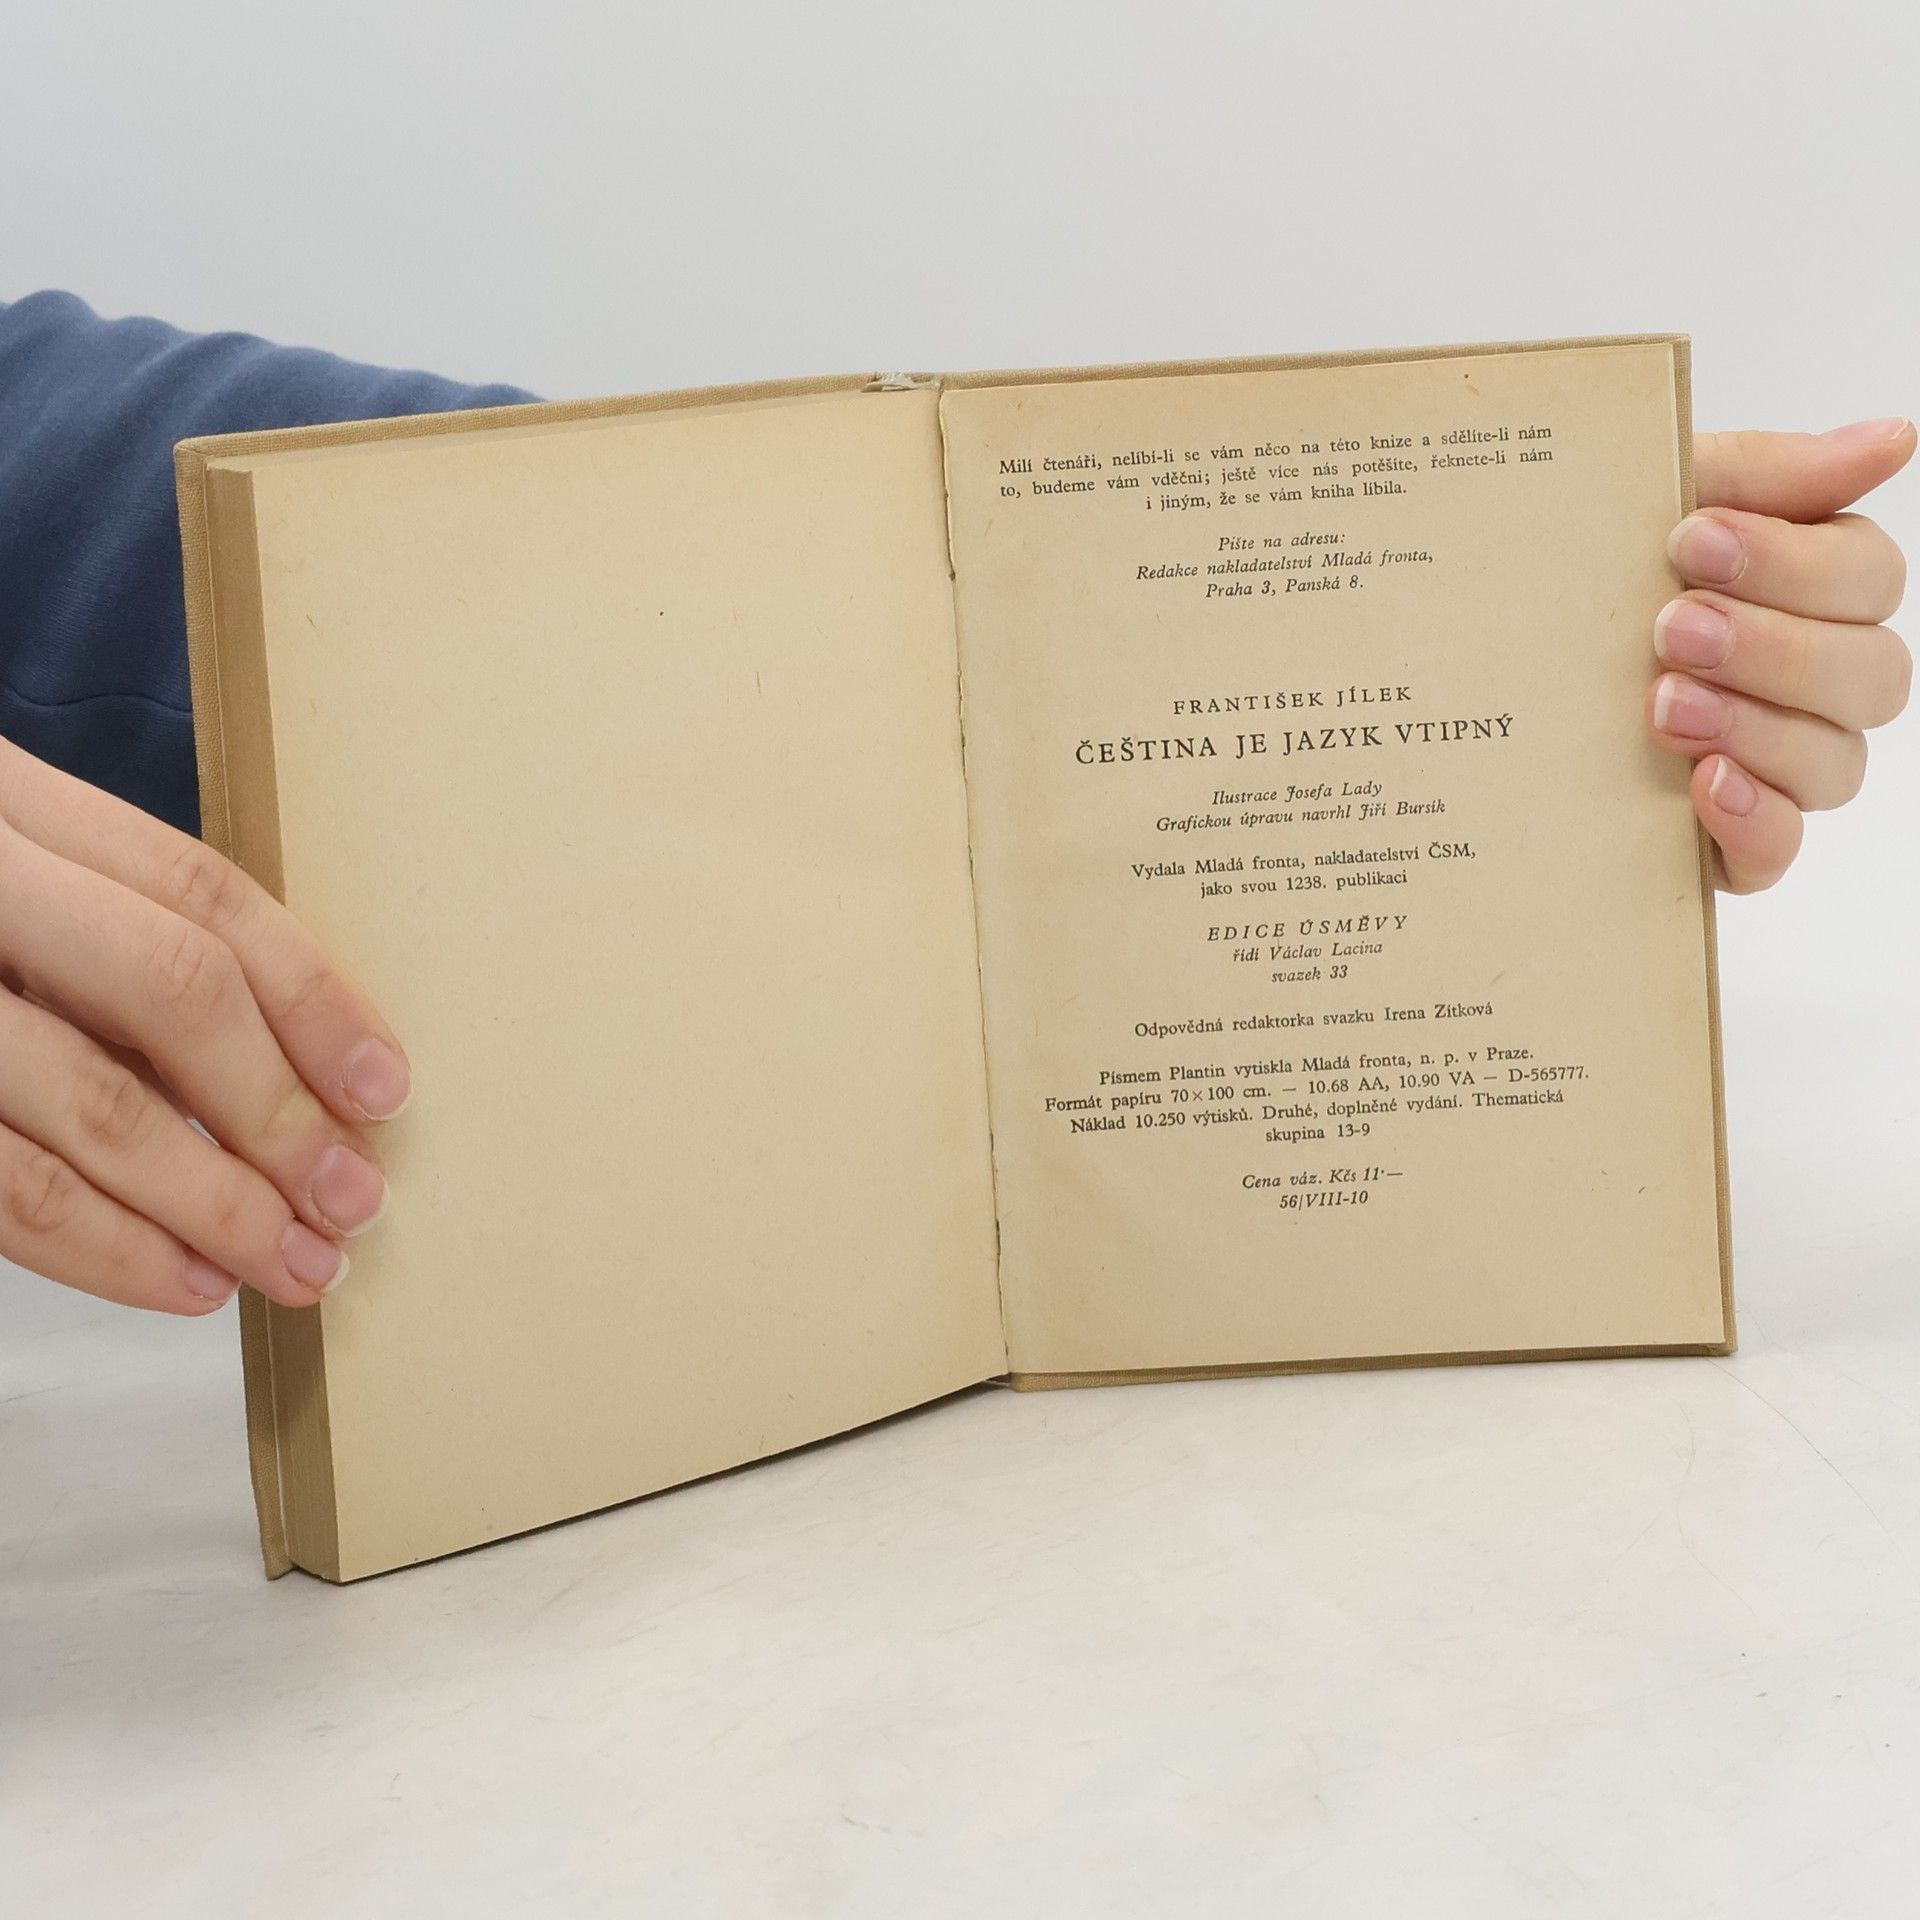 Milí čtenáři, nelíbí-li se vám něco na této knize a sdělíte-li nám
to, budeme vám vděčni; ještě více nás potěšíte, řeknete-li nám
i jiným, že se vám kniha líbila.
Pište na adresu:
Redakce nakladatelství Mladá fronta,
Praha 3, Panská 8.
FRANTIŠEK JÍLEK
ČEŠTINA JE JAZYK VTIPNÝ
Ilustrace Josefa Lady
Grafickou úpravu navrhl Jiří Bursík
Vydala Mladá fronta, nakladatelství ČSM,
jako svou 1238. publikaci
EDICE ÚSMĚVY
řídí Václav Lacina
svazek 33
Odpovědná redaktorka svazku Irena Zítková
Písmem Plantin vytiskla Mladá fronta, n. p. v Praze.
Formát papíru 70×100 cm. — 10.68 AA, 10.90 VA — D-565777.
Náklad 10.250 výtisků. Druhé, doplněné vydání. Thematická
skupina 13-9
Cena váz. Kčs 11·—
56/VIII-10